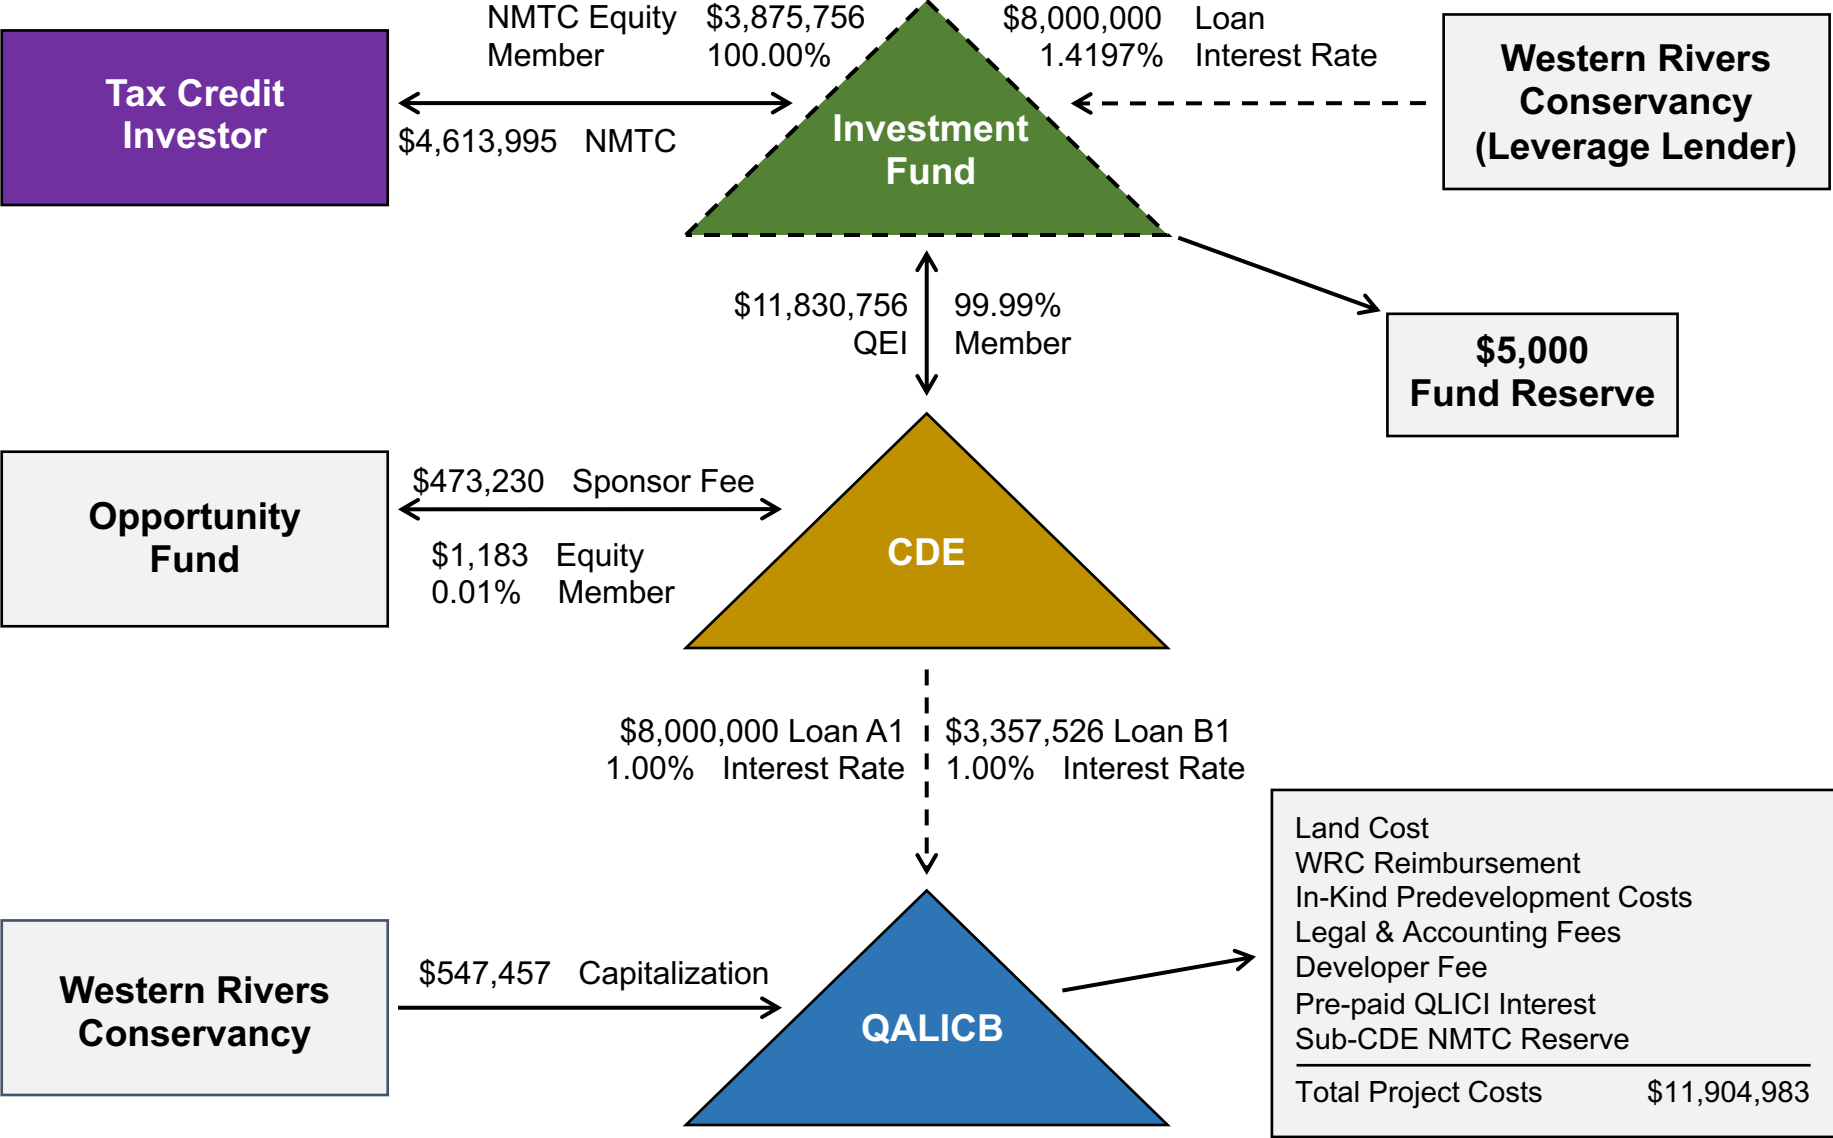 NMTC Equity $3,875,756
Member 100.00%
$8,000,000 Loan
1.4197% Interest Rate
Tax Credit
Investor
$4,613,995 NMTC
Investment
Fund
Western Rivers
Conservancy
(Leverage Lender)
$11,830,756
QEI
99.99%
Member
$5,000
Fund Reserve
Opportunity
Fund
$473,230 Sponsor Fee
$1,183 Equity
0.01% Member
CDE
$8,000,000 Loan A1
1.00% Interest Rate
$3,357,526 Loan B1
1.00% Interest Rate
Western Rivers
Conservancy
$547,457 Capitalization
QALICB
Land Cost
WRC Reimbursement
In-Kind Predevelopment Costs
Legal & Accounting Fees
Developer Fee
Pre-paid QLICI Interest
Sub-CDE NMTC Reserve
Total Project Costs $11,904,983